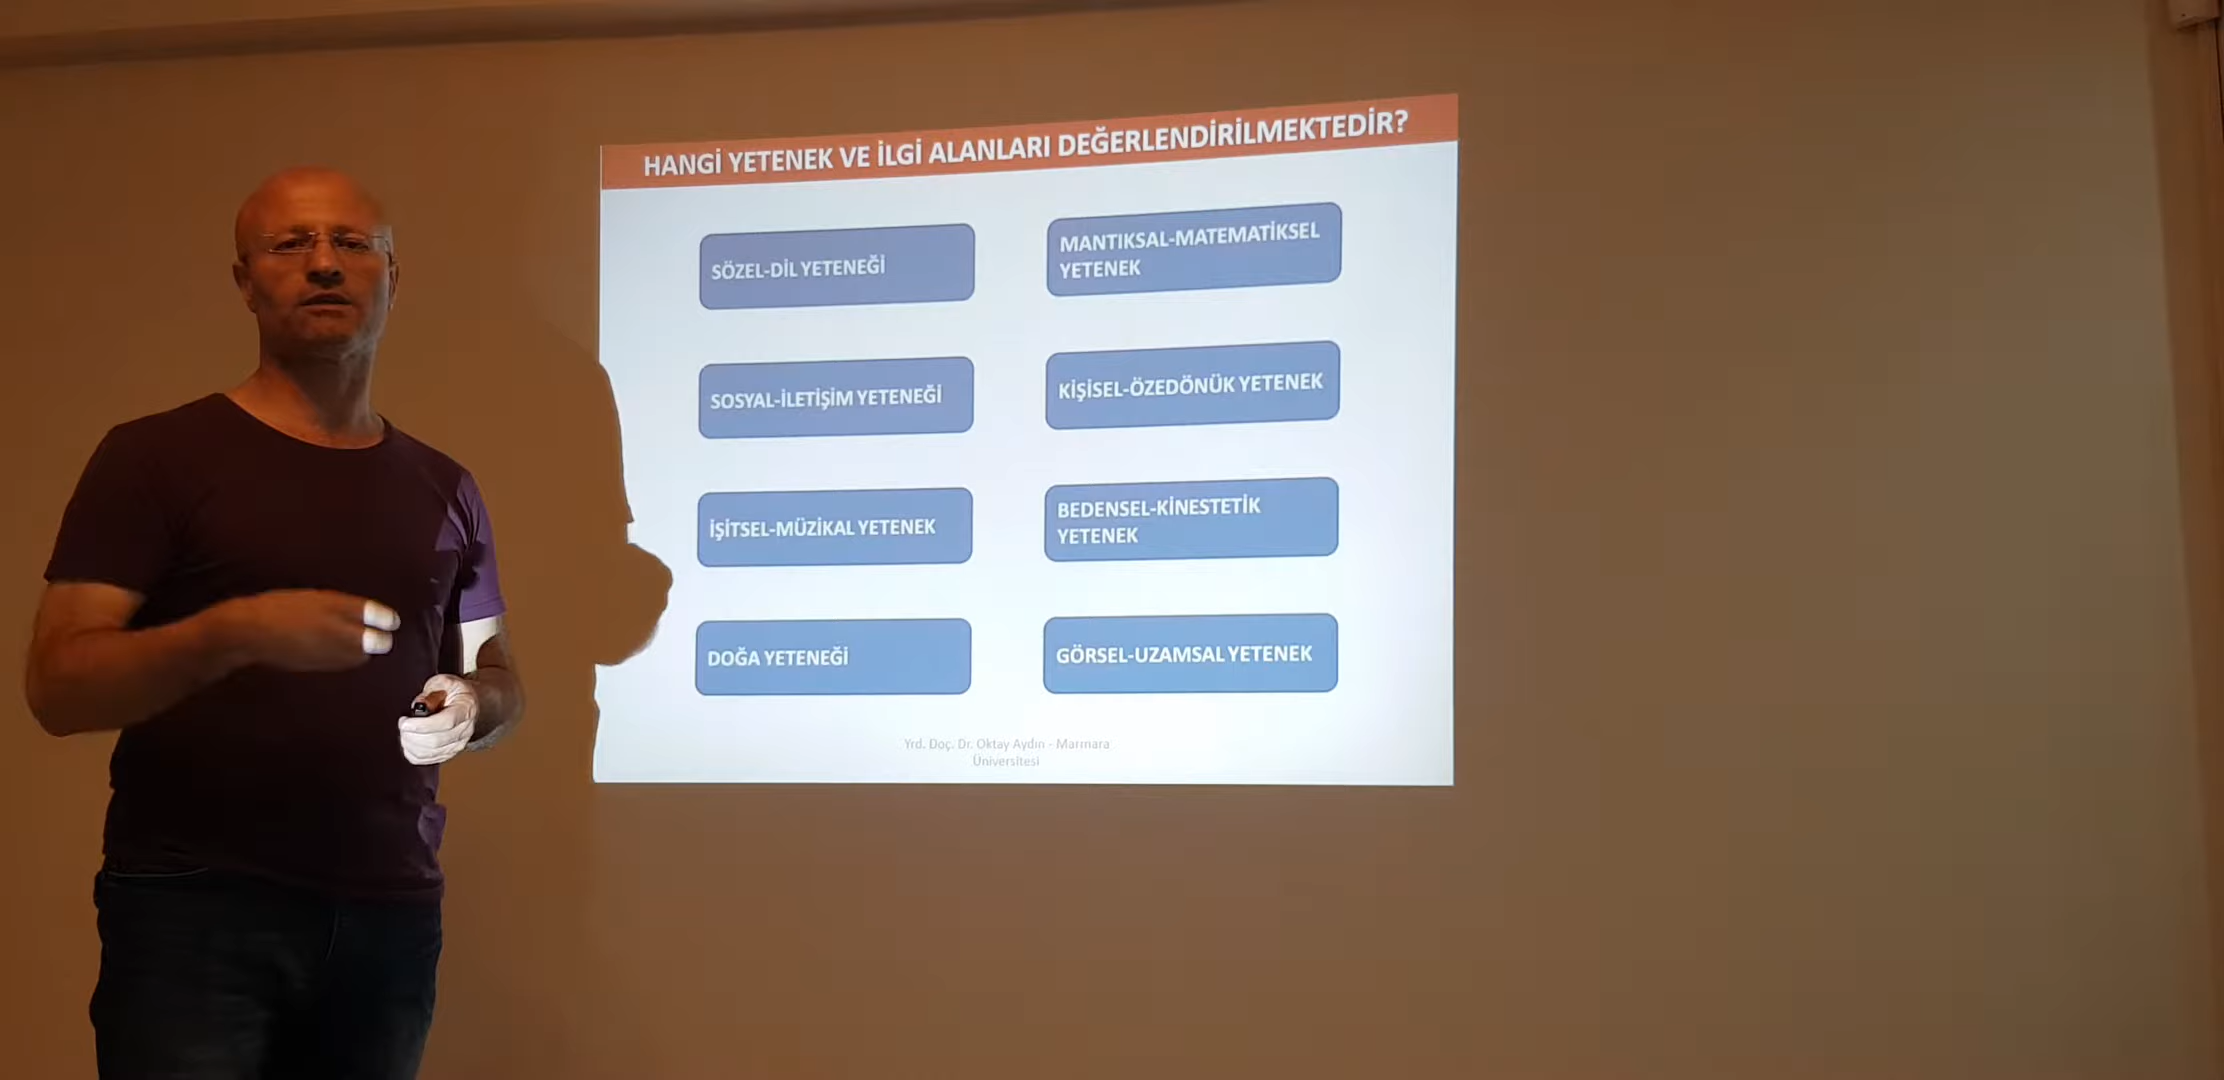 HANGİ YETENEK VE İLGİ ALANLARI DEĞERLENDİRİLMEKTEDİR?
SÖZEL-DİL YETENEĞİ
MANTIKSAL-MATEMATİKSEL
YETENEK
SOSYAL-İLETİŞİM YETENEĞİ
KİŞİSEL-ÖZEDÖNÜK YETENEK
İŞİTSEL-MÜZİKAL YETENEK
BEDENSEL-KİNESTETİK
YETENEK
DOĞA YETENEĞİ
GÖRSEL-UZAMSAL YETENEK
Yrd. Doç. Dr. Oktay Aydın - Marmara
Üniversitesi